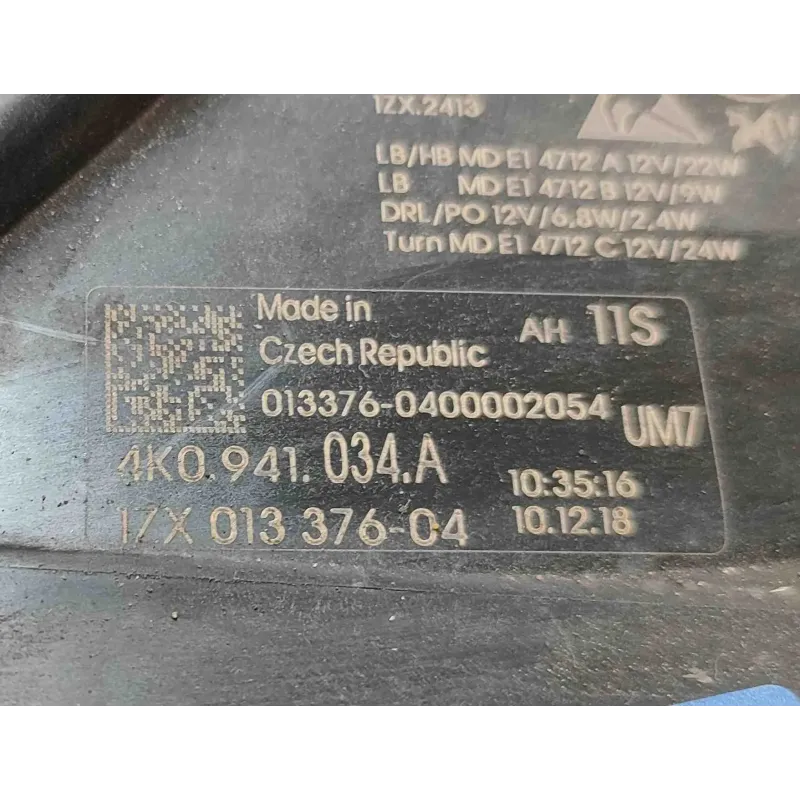 1ZX.2413
LB/HB MD E1 4712 A 12V/22W
LB MD E1 4712 B 12V/9W
DRL/PO 12V/6,8W/2,4W
Turn MD E1 4712 C 12V/24W
Made in
Czech Republic
AH 11S
013376-0400002054
UM7
4K0.941.034.A
10:35:16
1ZX 013 376-04
10.12.18